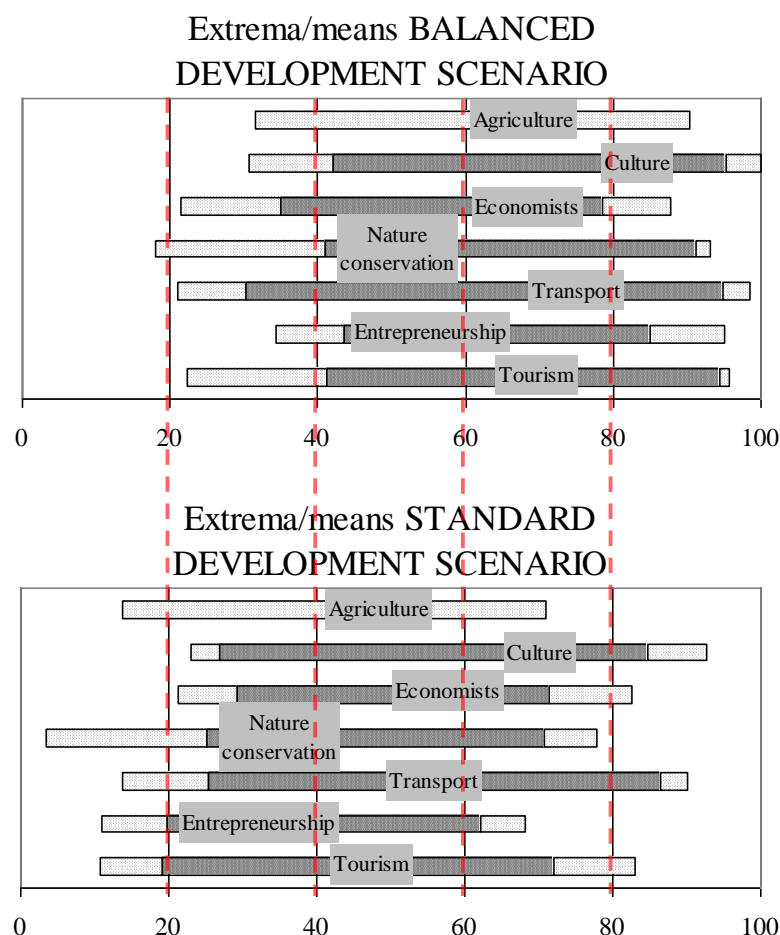 Extrema/means BALANCED
DEVELOPMENT SCENARIO
Agriculture
Culture
Economists
Nature
conservation
Transport
Entrepreneurship
Tourism
0 20 40 60 80 100
Extrema/means STANDARD
DEVELOPMENT SCENARIO
Agriculture
Culture
Economists
Nature
conservation
Transport
Entrepreneurship
Tourism
0 20 40 60 80 100